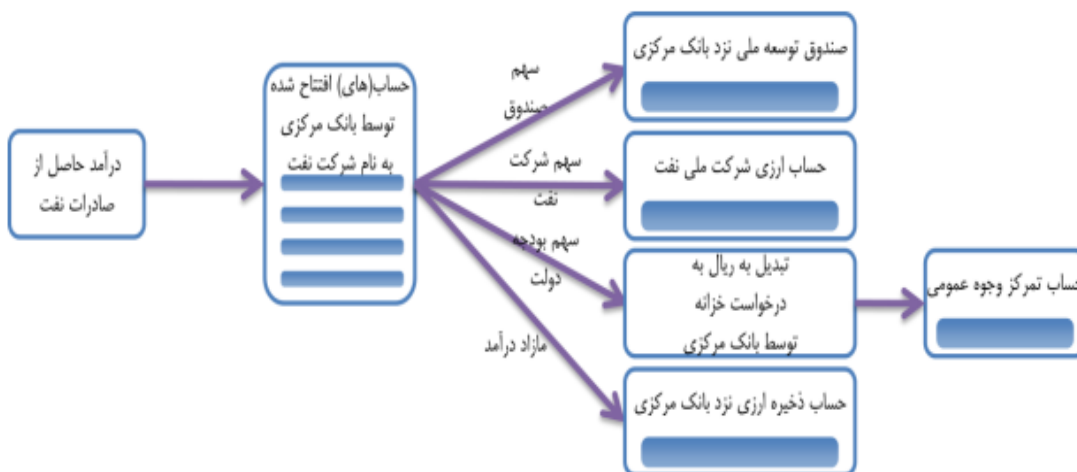 درآمد حاصل از
صادرات نفت
حساب(های) افتتاح شده
توسط بانک مرکزی
به نام شرکت نفت
سهم
صندوق
سهم شرکت
نفت
سهم بودجه
دولت
مازاد درآمد
صندوق توسعه ملی نزد بانک مرکزی
حساب ارزی شرکت ملی نفت
تبدیل به ریال به
درخواست خزانه
توسط بانک مرکزی
حساب ذخیره ارزی نزد بانک مرکزی
حساب تمرکز وجوه عمومی